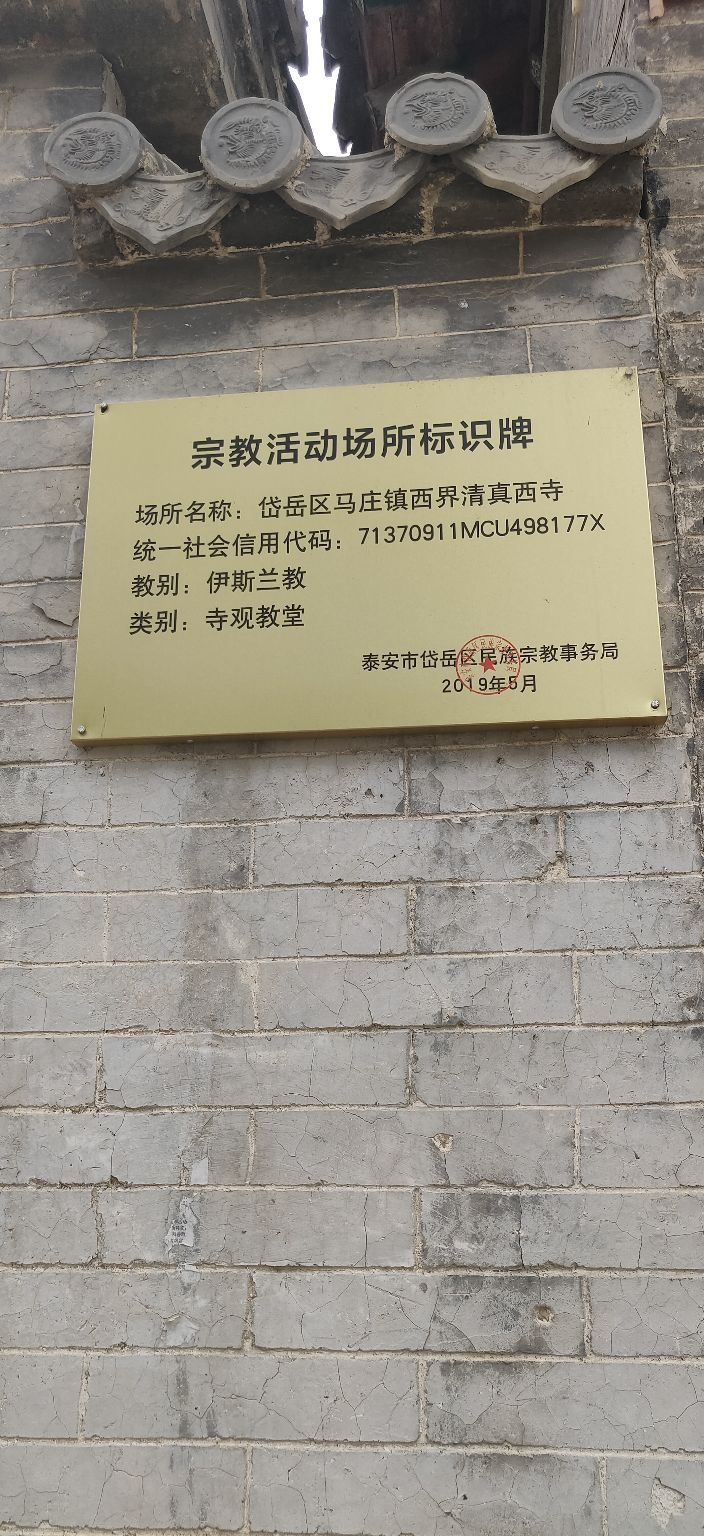 宗教活动场所标识牌
场所名称：岱岳区马庄镇西界清真西寺
统一社会信用代码：71370911MCU498177X
教别：伊斯兰教
类别：寺观教堂
泰安市岱岳区民族宗教事务局
2019年5月